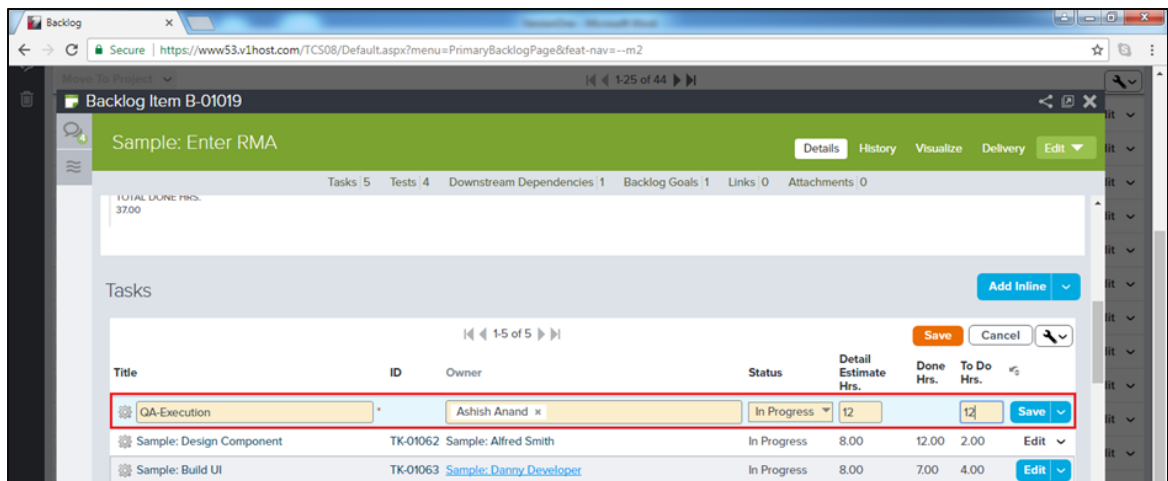 Backlog
Secure | https://www53.v1host.com/TCS08/Default.aspx?menu=PrimaryBacklogPage&feat-nav=--m2
Move To Project 1-25 of 44
Backlog Item B-01019
4
Sample: Enter RMA Details History Visualize Delivery Edit
Tasks 5 Tests 4 Downstream Dependencies 1 Backlog Goals 1 Links 0 Attachments 0
TOTAL DONE HRS.
37.00
Tasks Add Inline
1-5 of 5 Save Cancel
Title ID Owner Status Detail Estimate Hrs. Done Hrs. To Do Hrs.
QA-Execution * Ashish Anand × In Progress 12 12 Save
Sample: Design Component TK-01062 Sample: Alfred Smith In Progress 8.00 12.00 2.00 Edit
Sample: Build UI TK-01063 Sample: Danny Developer In Progress 8.00 7.00 4.00 Edit